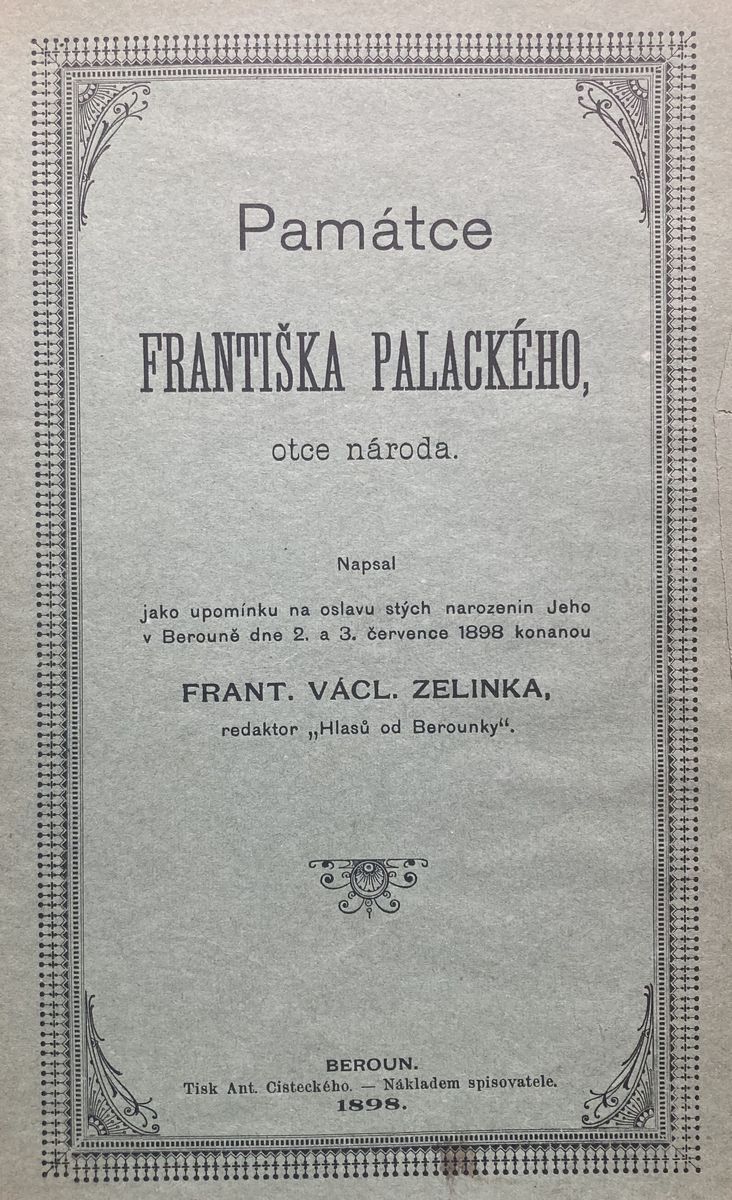 Památce
FRANTIŠKA PALACKÉHO,
otce národa.
Napsal
jako upomínku na oslavu stých narozenin Jeho
v Berouně dne 2. a 3. července 1898 konanou
FRANT. VÁCL. ZELINKA,
redaktor „Hlasů od Berounky“.
BEROUN.
Tisk Ant. Cisteckého. — Nákladem spisovatele.
1898.